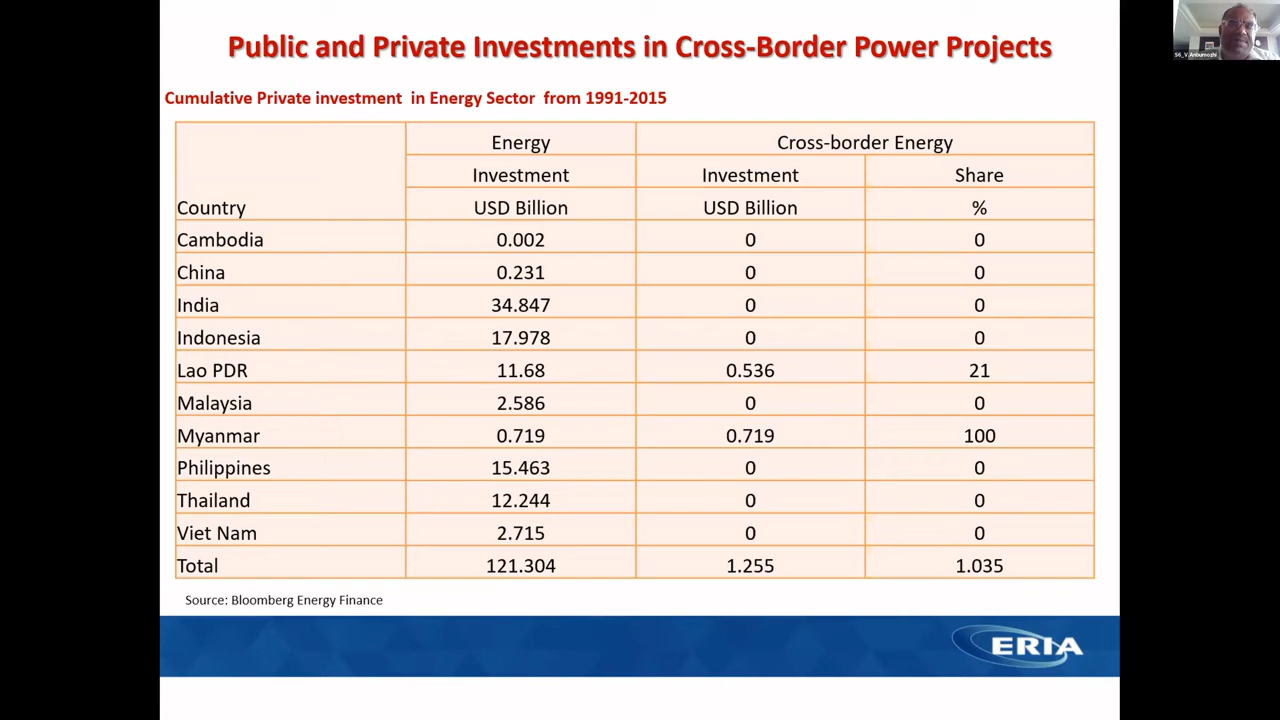 Public and Private Investments in Cross-Border Power Projects
Cumulative Private investment in Energy Sector from 1991-2015
Energy Cross-border Energy
Investment Investment Share
Country USD Billion USD Billion %
Cambodia 0.002 0 0
China 0.231 0 0
India 34.847 0 0
Indonesia 17.978 0 0
Lao PDR 11.68 0.536 21
Malaysia 2.586 0 0
Myanmar 0.719 0.719 100
Philippines 15.463 0 0
Thailand 12.244 0 0
Viet Nam 2.715 0 0
Total 121.304 1.255 1.035
Source: Bloomberg Energy Finance
ERIA
S6_V.Anbumozhi